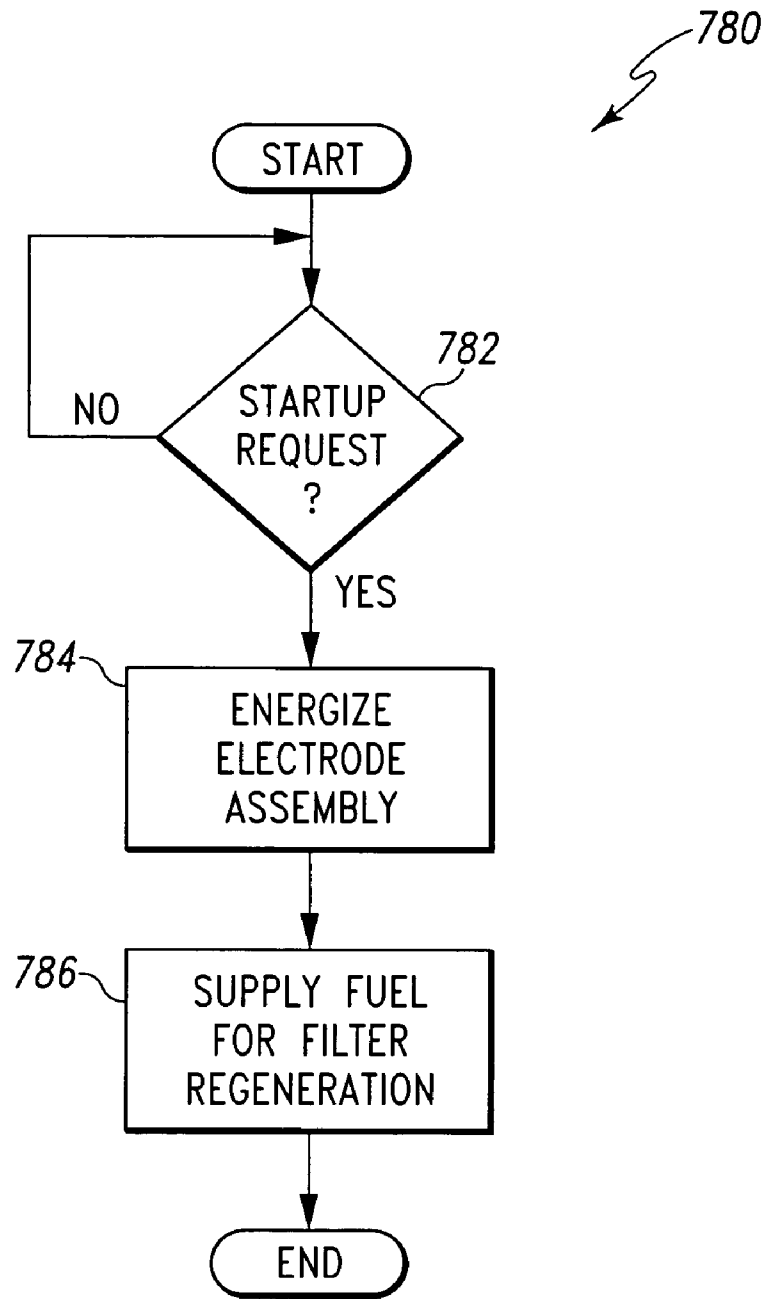 780
START
782
STARTUP
REQUEST
?
NO
YES
784
ENERGIZE
ELECTRODE
ASSEMBLY
786
SUPPLY FUEL
FOR FILTER
REGENERATION
END